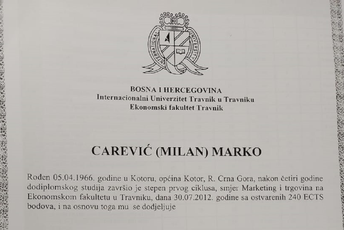 BOSNA I HERCEGOVINA
Internacionalni Univerzitet Travnik u Travniku
Ekonomski fakultet Travnik
CAREVIĆ (MILAN) MARKO
Rođen 05.04.1966. godine u Kotoru, općina Kotor, R. Crna Gora, nakon četiri godine
dodiplomskog studija završio je stepen prvog ciklusa, smjer Marketing i trgovina na
Ekonomskom fakultetu u Travniku, dana 30.07.2012. godine sa ostvarenih 240 ECTS
bodova, i na osnovu toga mu se dodjeljuje